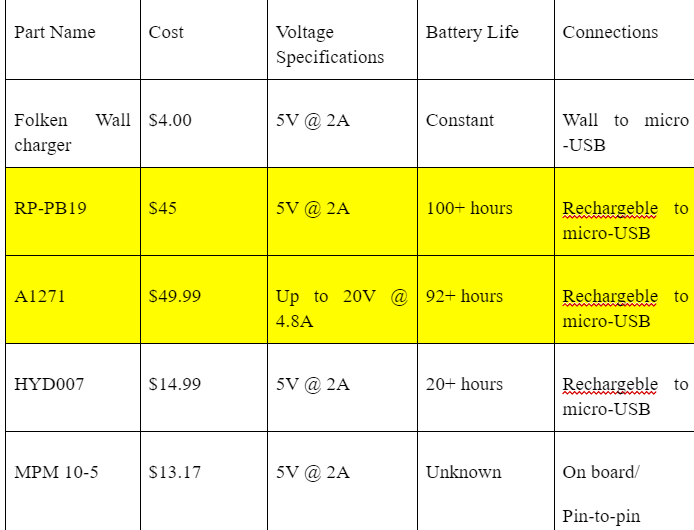 Part Name Cost Voltage Specifications Battery Life Connections
Folken Wall charger $4.00 5V @ 2A Constant Wall to micro -USB
RP-PB19 $45 5V @ 2A 100+ hours Rechargeble to micro-USB
A1271 $49.99 Up to 20V @ 4.8A 92+ hours Rechargeble to micro-USB
HYD007 $14.99 5V @ 2A 20+ hours Rechargeble to micro-USB
MPM 10-5 $13.17 5V @ 2A Unknown On board/ Pin-to-pin